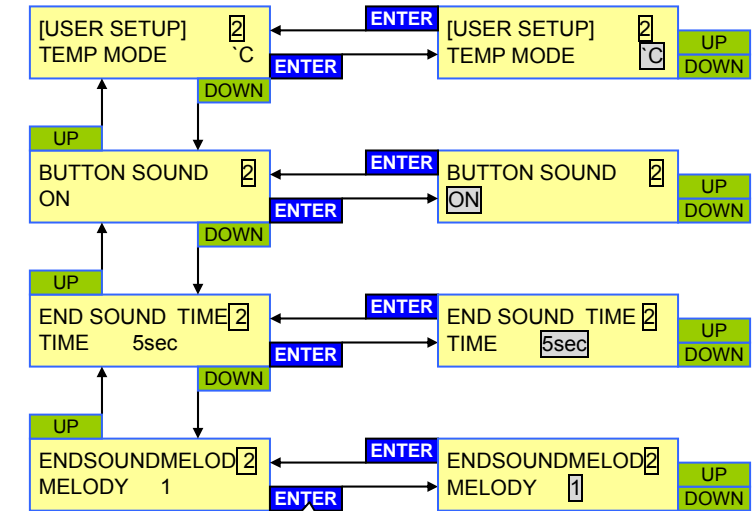 ENTER
[USER SETUP] 2
TEMP MODE `C
[USER SETUP] 2
TEMP MODE `C
UP
DOWN
ENTER
DOWN
UP
ENTER
BUTTON SOUND 2
ON
BUTTON SOUND 2
ON
UP
DOWN
ENTER
DOWN
UP
ENTER
END SOUND TIME 2
TIME 5sec
END SOUND TIME 2
TIME 5sec
UP
DOWN
ENTER
DOWN
UP
ENTER
ENDSOUNDMELOD 2
MELODY 1
ENDSOUNDMELOD 2
MELODY 1
UP
DOWN
ENTER